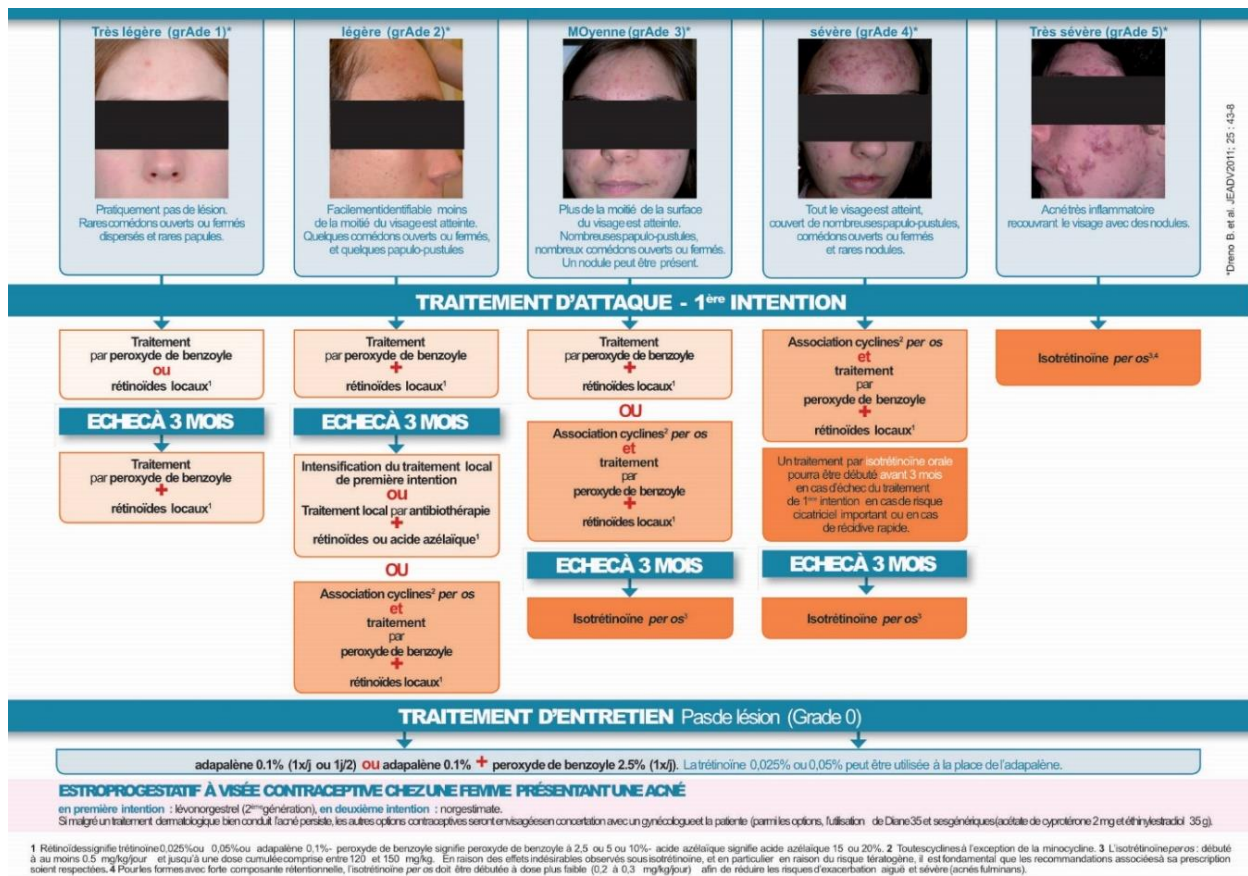 Très légère (grAde 1)*
Pratiquement pas de lésion.
Rares comédons ouverts ou fermés
dispersés et rares papules.
légère (grAde 2)*
Facilement identifiable moins
de la moitié du visage est atteinte.
Quelques comédons ouverts ou fermés,
et quelques papulo-pustules
MOyenne (grAde 3)*
Plus de la moitié de la surface
du visage est atteinte.
Nombreuses papulo-pustules,
nombreux comédons ouverts ou fermés.
Un nodule peut être présent.
sévère (grAde 4)*
Tout le visage est atteint,
couvert de nombreuses papulo-pustules,
comédons ouverts ou fermés
et rares nodules.
Très sévère (grAde 5)*
Acné très inflammatoire
recouvrant le visage avec des nodules.
*Dreno B. et al. JEADV2011; 25 : 43-8
TRAITEMENT D'ATTAQUE - 1ère INTENTION
Traitement
par peroxyde de benzoyle
ou
rétinoïdes locaux1
ECHEC À 3 MOIS
Traitement
par peroxyde de benzoyle
+
rétinoïdes locaux1
Traitement
par peroxyde de benzoyle
+
rétinoïdes locaux1
ECHEC À 3 MOIS
Intensification du traitement local
de première intention
ou
Traitement local par antibiothérapie
+
rétinoïdes ou acide azélaïque1
OU
Association cyclines2 per os
et
traitement
par
peroxyde de benzoyle
+
rétinoïdes locaux1
Traitement
par peroxyde de benzoyle
+
rétinoïdes locaux1
OU
Association cyclines2 per os
et
traitement
par
peroxyde de benzoyle
+
rétinoïdes locaux1
ECHEC À 3 MOIS
Isotrétinoïne per os3
Association cyclines2 per os
et
traitement
par
peroxyde de benzoyle
+
rétinoïdes locaux1
Un traitement par isotrétinoïne orale
pourra être débuté avant 3 mois
en cas d'échec du traitement
de 1ère intention en cas de risque
cicatriciel important ou en cas
de récidive rapide.
ECHEC À 3 MOIS
Isotrétinoïne per os3
Isotrétinoïne per os3,4
TRAITEMENT D'ENTRETIEN Pas de lésion (Grade 0)
adapalène 0.1% (1x/j ou 1j/2) ou adapalène 0.1% + peroxyde de benzoyle 2.5% (1x/j). La trétinoïne 0,025% ou 0,05% peut être utilisée à la place de l'adapalène.
ESTROPROGESTATIF À VISÉE CONTRACEPTIVE CHEZ UNE FEMME PRÉSENTANT UNE ACNÉ
en première intention : lévonorgestrel (2ème génération), en deuxième intention : norgestimate.
Si malgré un traitement dermatologique bien conduit l'acné persiste, les autres options contraceptives seront envisagées en concertation avec un gynécologue et la patiente (parmi les options, l'utilisation de Diane 35 et ses génériques (acétate de cyprotérone 2 mg et éthinylestradiol 35 g).
1 Rétinoïdes signifie trétinoïne 0,025% ou 0,05% ou adapalène 0,1%- peroxyde de benzoyle signifie peroxyde de benzoyle à 2,5 ou 5 ou 10%- acide azélaïque signifie acide azélaïque 15 ou 20%. 2 Toutes cyclines à l'exception de la minocycline. 3 L'isotrétinoïne per os : débuté
à au moins 0.5 mg/kg/jour et jusqu'à une dose cumulée comprise entre 120 et 150 mg/kg. En raison des effets indésirables observés sous isotrétinoïne, et en particulier en raison du risque tératogène, il est fondamental que les recommandations associées à sa prescription
soient respectées. 4 Pour les formes avec forte composante rétentionnelle, l'isotrétinoïne per os doit être débutée à dose plus faible (0,2 à 0,3 mg/kg/jour) afin de réduire les risques d'exacerbation aiguë et sévère (acnés fulminans).